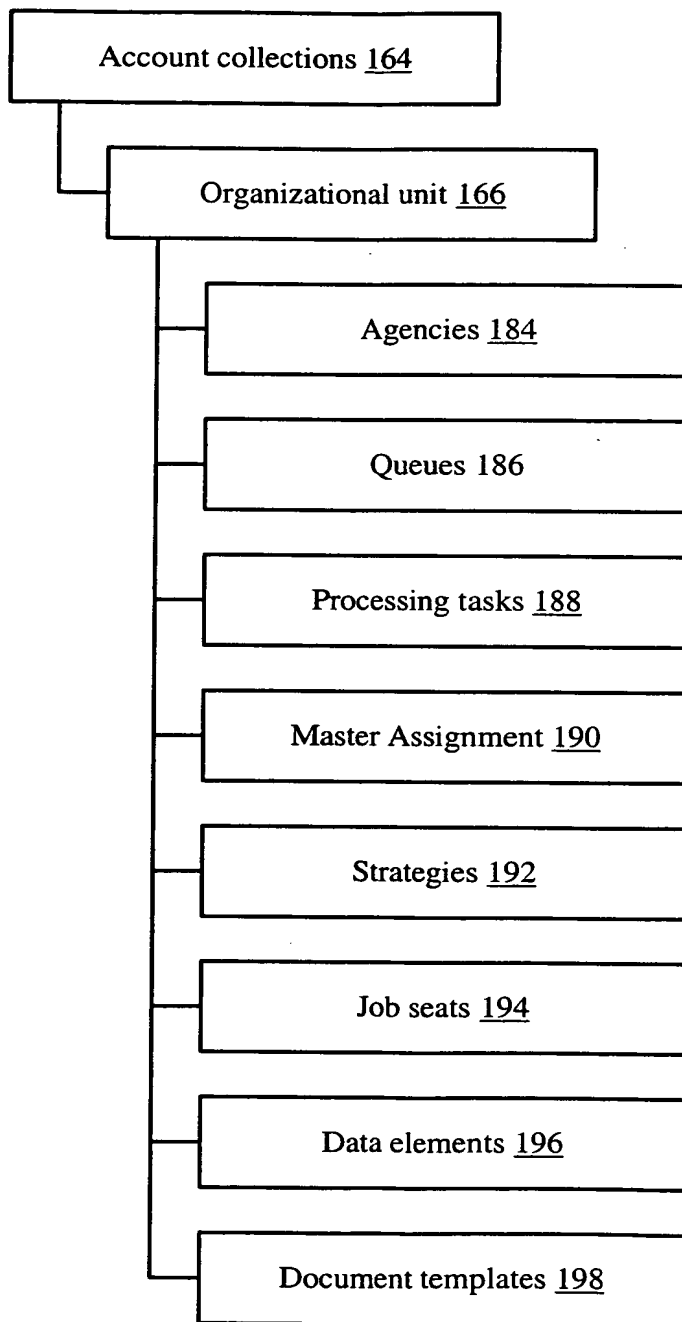 Account collections 164
Organizational unit 166
Agencies 184
Queues 186
Processing tasks 188
Master Assignment 190
Strategies 192
Job seats 194
Data elements 196
Document templates 198